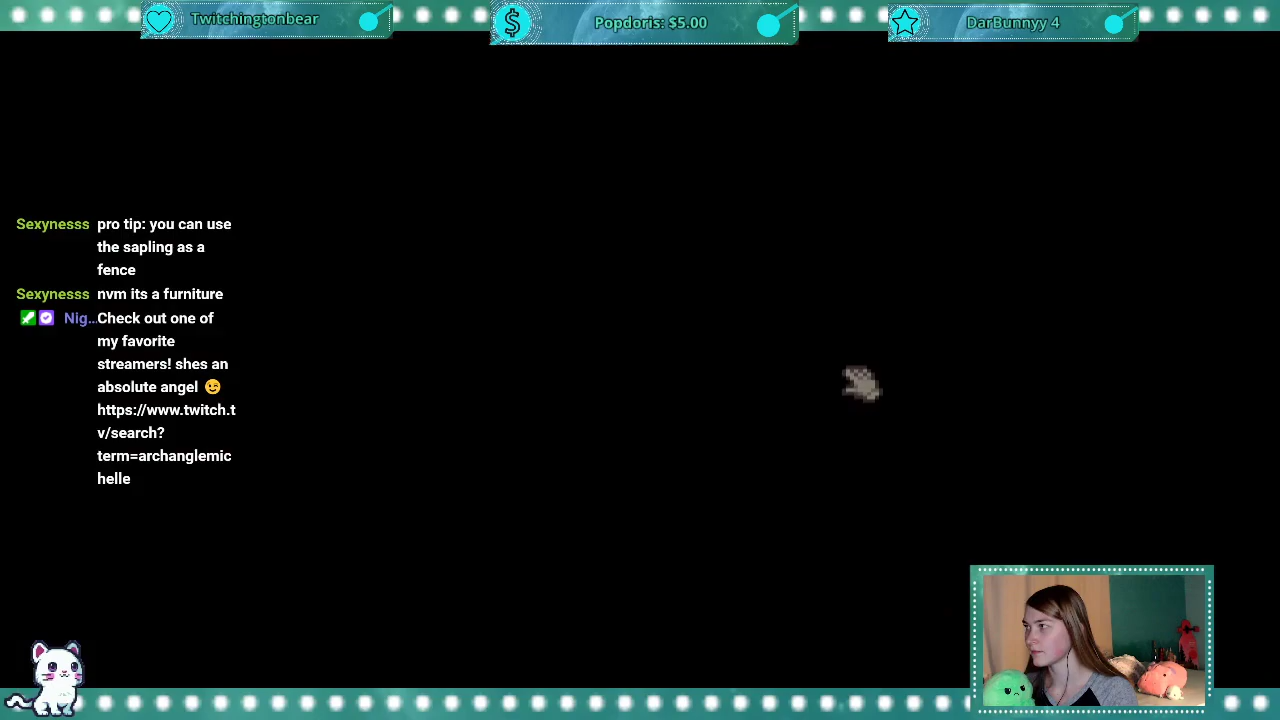 Twitchingtonbear
Popdoris: $5.00
DarBunnyy 4
Sexynesss pro tip: you can use
the sapling as a
fence
Sexynesss nvm its a furniture
Nig... Check out one of
my favorite
streamers! shes an
absolute angel 😉
https://www.twitch.t
v/search?
term=archanglemic
helle